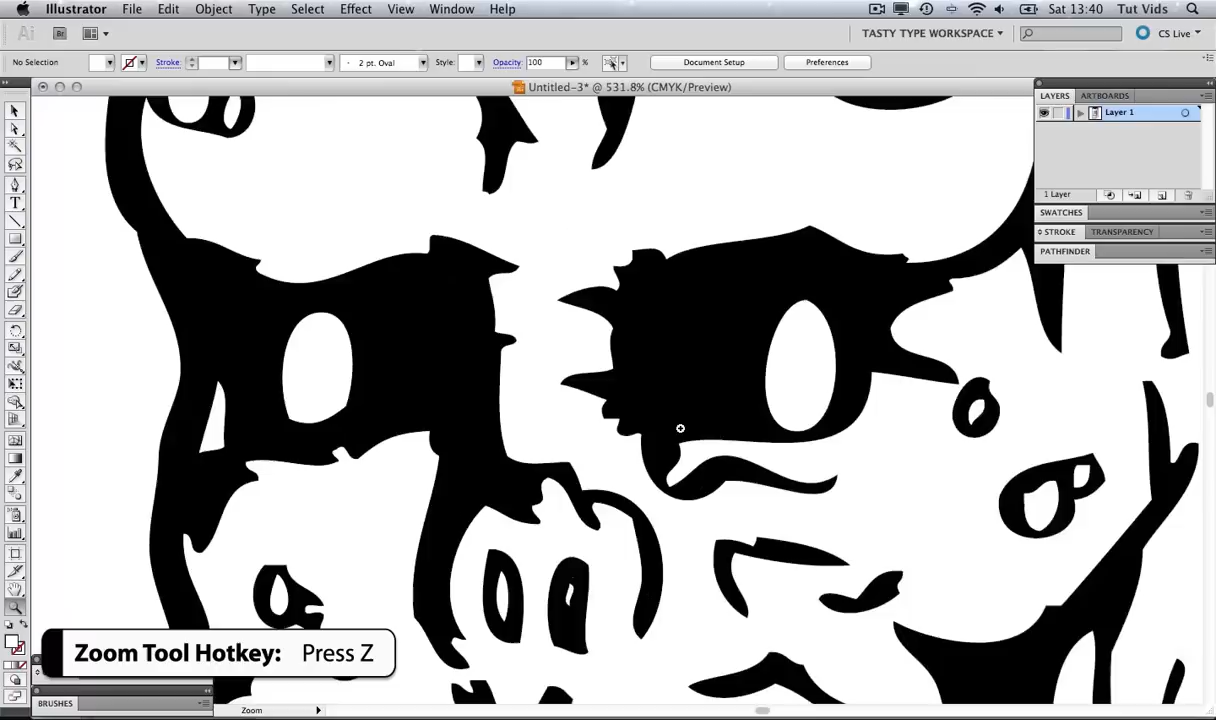 Illustrator File Edit Object Type Select Effect View Window Help Sat 13:40 Tut Vids
Ai Br TASTY TYPE WORKSPACE CS Live
No Selection Stroke: 2 pt. Oval Style: Opacity: 100 % Document Setup Preferences
Untitled-3* @ 531.8% (CMYK/Preview)
LAYERS ARTBOARDS
Layer 1
1 Layer
SWATCHES
STROKE TRANSPARENCY
PATHFINDER
T
Zoom Tool Hotkey: Press Z
BRUSHES
Zoom